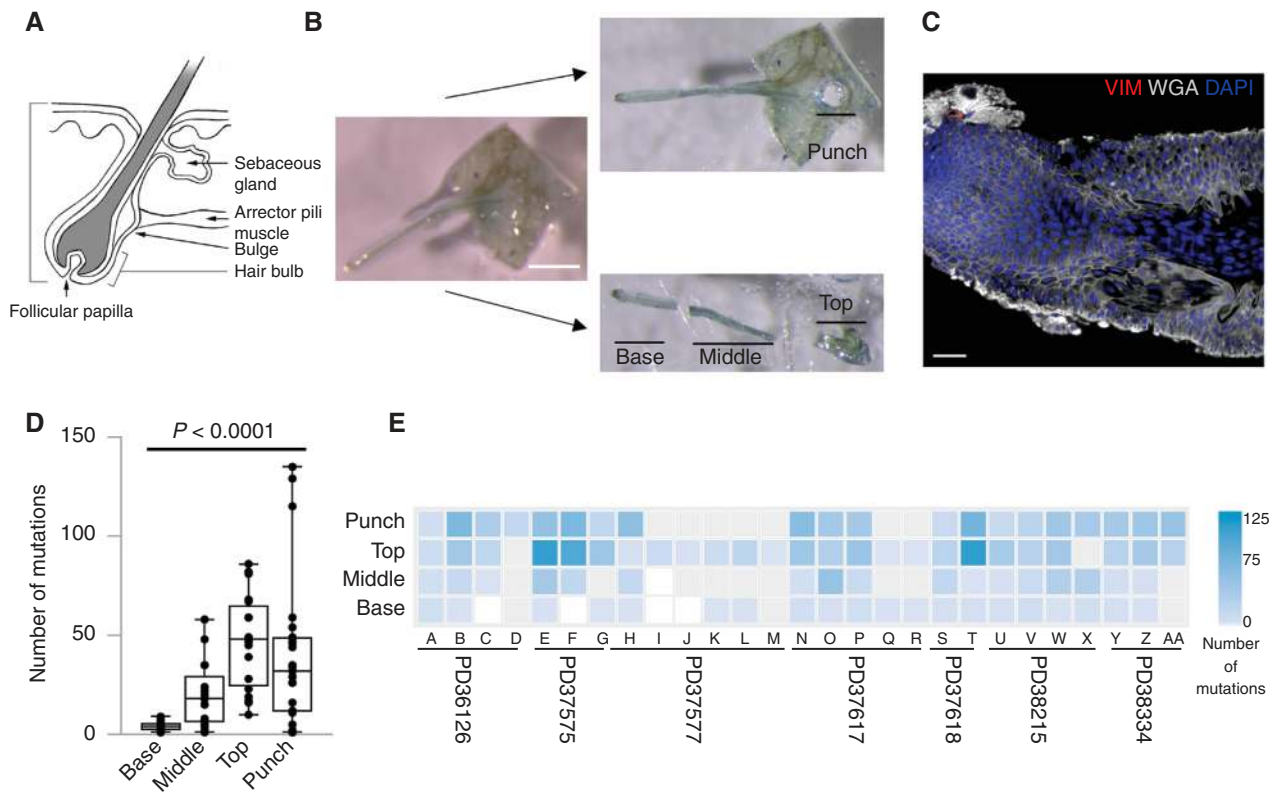 A
Sebaceous
gland
Arrector pili
muscle
Bulge
Hair bulb
Follicular papilla
B
Punch
Top
Base
Middle
C
VIM WGA DAPI
D
P < 0.0001
Number of mutations
150
100
50
0
Base
Middle
Top
Punch
E
Punch
Top
Middle
Base
A B C D E F G H I J K L M N O P Q R S T U V W X Y Z AA
PD36126
PD37575
PD37577
PD37617
PD37618
PD38215
PD38334
125
75
0
Number
of
mutations